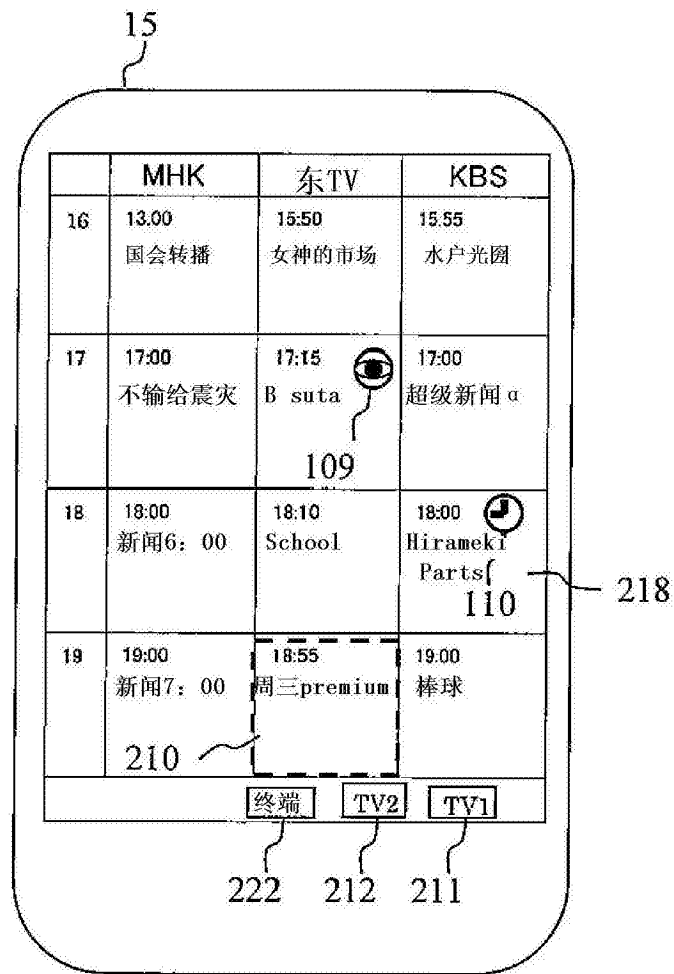 15
MHK 东TV KBS
16 13.00 15:50 15.55
国会转播 女神的市场 水户光圀
17 17:00 17:15 17:00
不输给震灾 B suta 超级新闻α
109
18 18:00 18:10 18:00
新闻6：00 School Hirameki
Parts
110 218
19 19:00 18:55 19.00
新闻7：00 周三premium 棒球
210
终端 TV2 TV1
222 212 211